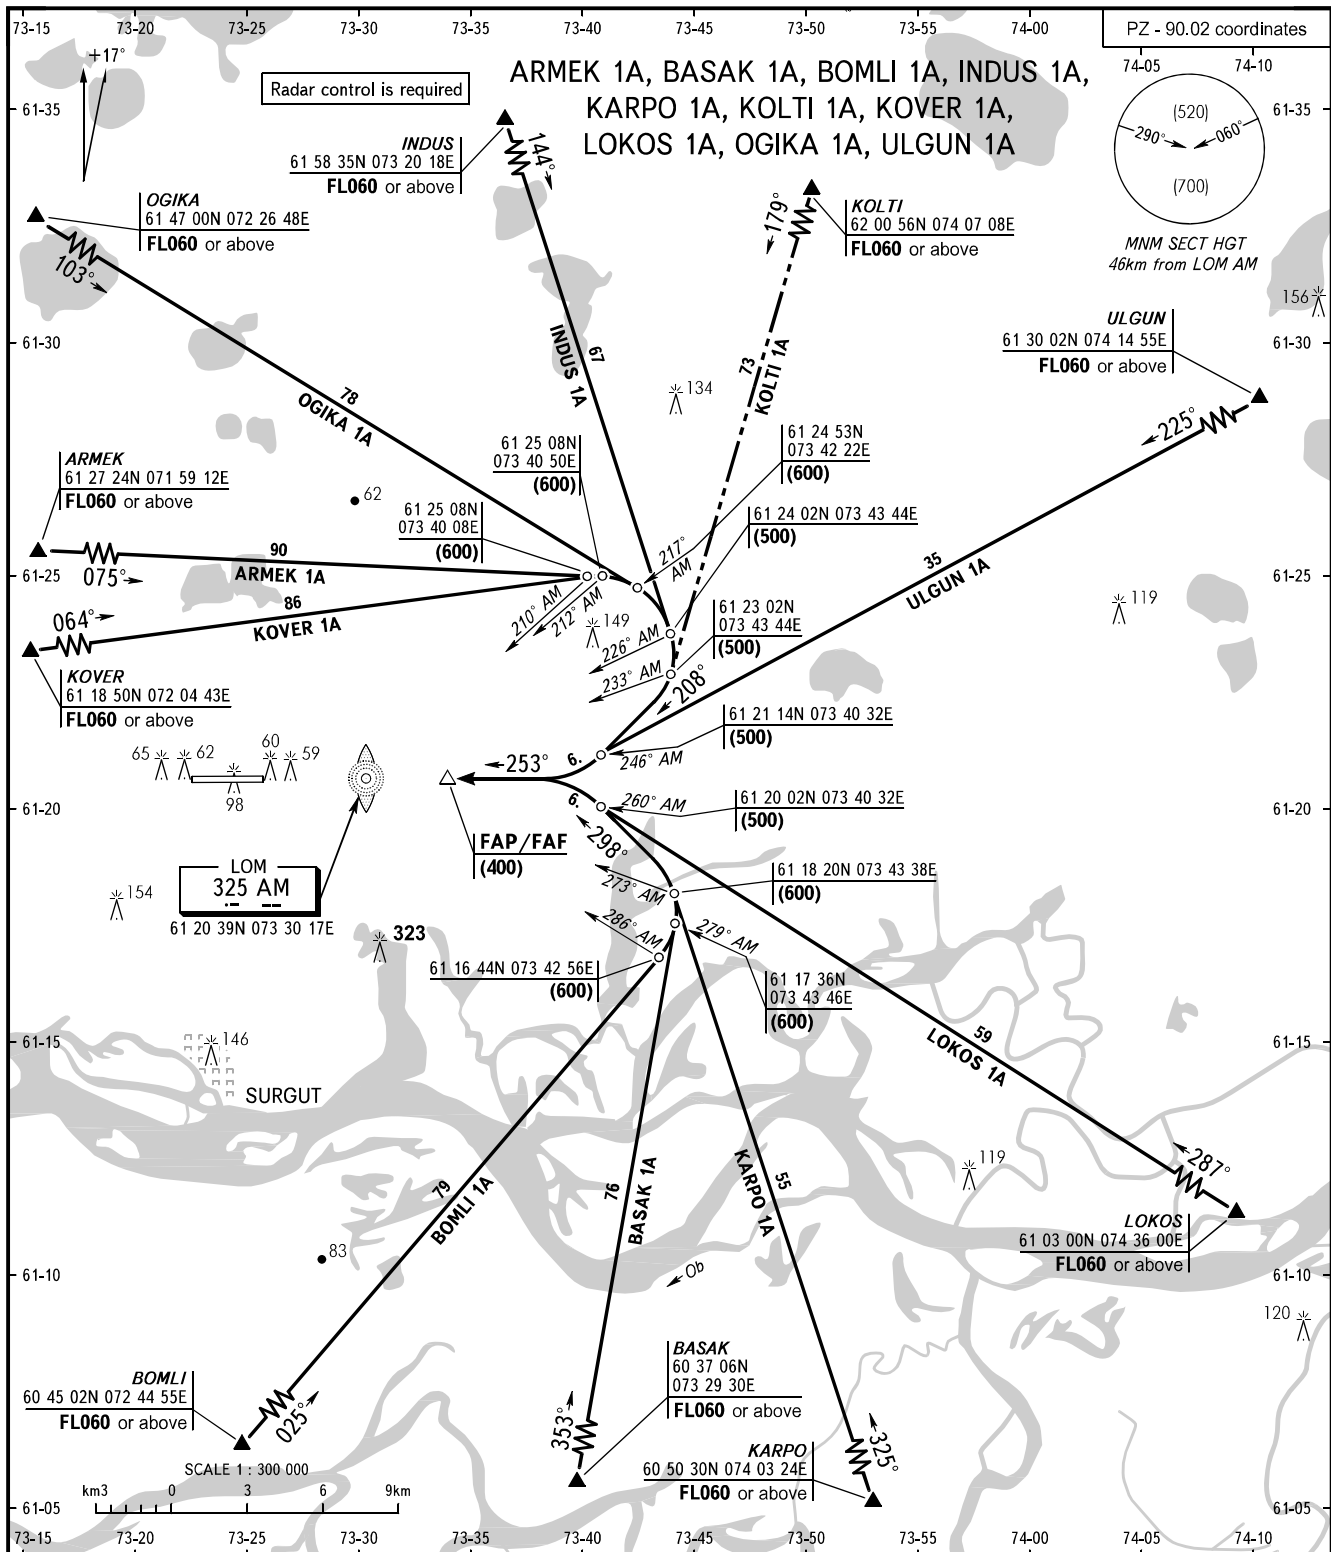 73-15 73-20 73-25 73-30 73-35 73-40 73-45 73-50 73-55 74-00
PZ - 90.02 coordinates
74-05 74-10
+17°
Radar control is required
ARMEK 1A, BASAK 1A, BOMLI 1A, INDUS 1A,
KARPO 1A, KOLTI 1A, KOVER 1A,
LOKOS 1A, OGIKA 1A, ULGUN 1A
61-35
61-35
(520)
290°
060°
(700)
MNM SECT HGT
46km from LOM AM
INDUS
61 58 35N 073 20 18E
FL060 or above
144°
OGIKA
61 47 00N 072 26 48E
FL060 or above
103°
KOLTI
62 00 56N 074 07 08E
FL060 or above
179°
156
ULGUN
61 30 02N 074 14 55E
FL060 or above
225°
61-30
61-30
67
INDUS 1A
73
KOLTI 1A
134
78
OGIKA 1A
61 25 08N
073 40 50E
(600)
61 24 53N
073 42 22E
(600)
ARMEK
61 27 24N 071 59 12E
FL060 or above
62
61 25 08N
073 40 08E
(600)
61 24 02N 073 43 44E
(500)
217°
AM
90
ARMEK 1A
075°
35
ULGUN 1A
61-25
61-25
86
KOVER 1A
064°
210° AM
212° AM
149
119
61 23 02N
073 43 44E
(500)
226° AM
233° AM
208°
KOVER
61 18 50N 072 04 43E
FL060 or above
61 21 14N 073 40 32E
(500)
65
62
60
59
98
253°
6.
246° AM
61-20
61-20
6.
260° AM
61 20 02N 073 40 32E
(500)
FAP/FAF
(400)
298°
LOM
325 AM
61 20 39N 073 30 17E
154
273° AM
61 18 20N 073 43 38E
(600)
323
286° AM
279° AM
61 16 44N 073 42 56E
(600)
61 17 36N
073 43 46E
(600)
61-15
61-15
146
SURGUT
59
LOKOS 1A
119
287°
79
BOMLI 1A
76
BASAK 1A
55
KARPO 1A
LOKOS
61 03 00N 074 36 00E
FL060 or above
83
Ob
61-10
61-10
120
BOMLI
60 45 02N 072 44 55E
FL060 or above
025°
BASAK
60 37 06N
073 29 30E
FL060 or above
353°
KARPO
60 50 30N 074 03 24E
FL060 or above
325°
SCALE 1 : 300 000
km3 0 3 6 9km
61-05
61-05
73-15 73-20 73-25 73-30 73-35 73-40 73-45 73-50 73-55 74-00 74-05 74-10